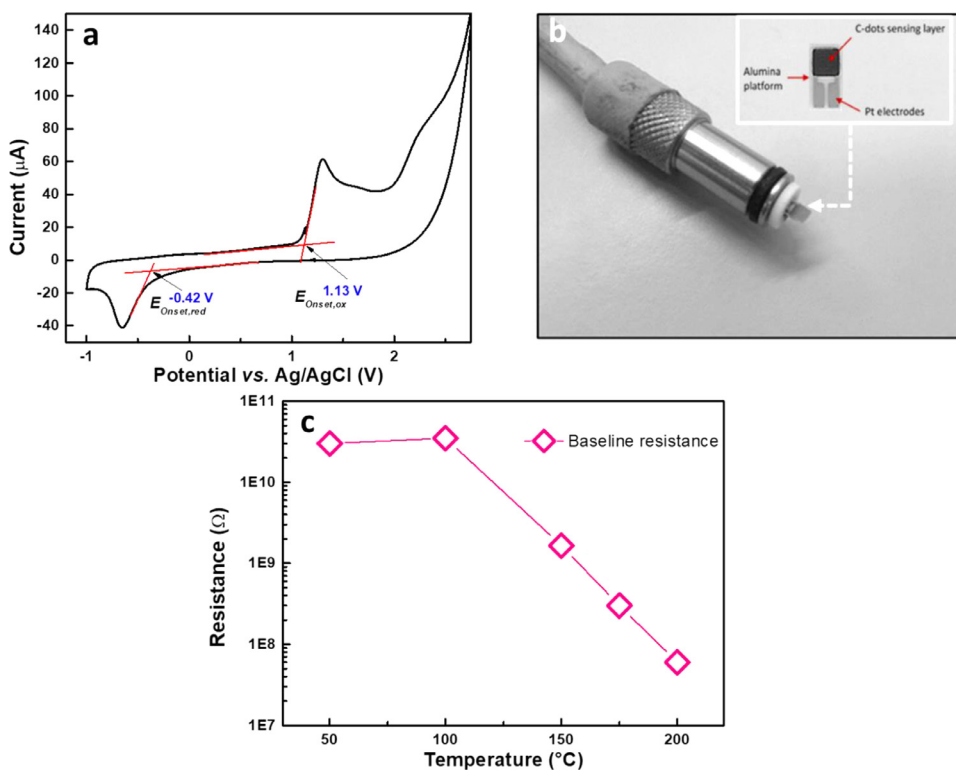 a
Current (μA)
140
120
100
80
60
40
20
0
-20
-40
-1
0
1
2
-0.42 V
E Onset,red
1.13 V
E Onset,ox
Potential vs. Ag/AgCl (V)
b
C-dots sensing layer
Alumina
platform
Pt electrodes
c
Resistance (Ω)
1E11
1E10
1E9
1E8
1E7
Baseline resistance
50
100
150
200
Temperature (°C)